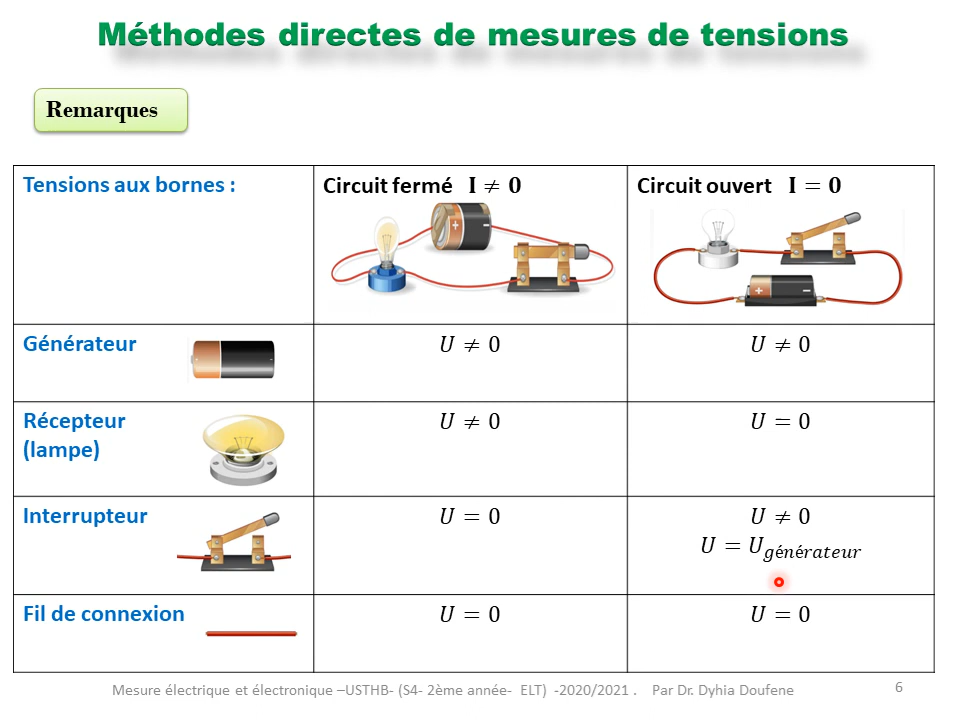 Méthodes directes de mesures de tensions
Remarques
Tensions aux bornes :
Circuit fermé I ≠ 0
Circuit ouvert I = 0
Générateur
U ≠ 0
U ≠ 0
Récepteur
(lampe)
U ≠ 0
U = 0
Interrupteur
U = 0
U ≠ 0
U = U_générateur
Fil de connexion
U = 0
U = 0
Mesure électrique et électronique –USTHB- (S4- 2ème année- ELT) -2020/2021 . Par Dr. Dyhia Doufene
6